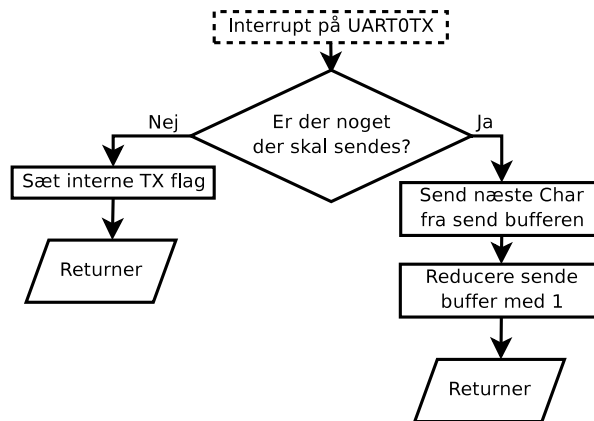 Interrupt på UART0TX
Er der noget
der skal sendes?
Nej
Ja
Sæt interne TX flag
Returner
Send næste Char
fra send bufferen
Reducere sende
buffer med 1
Returner